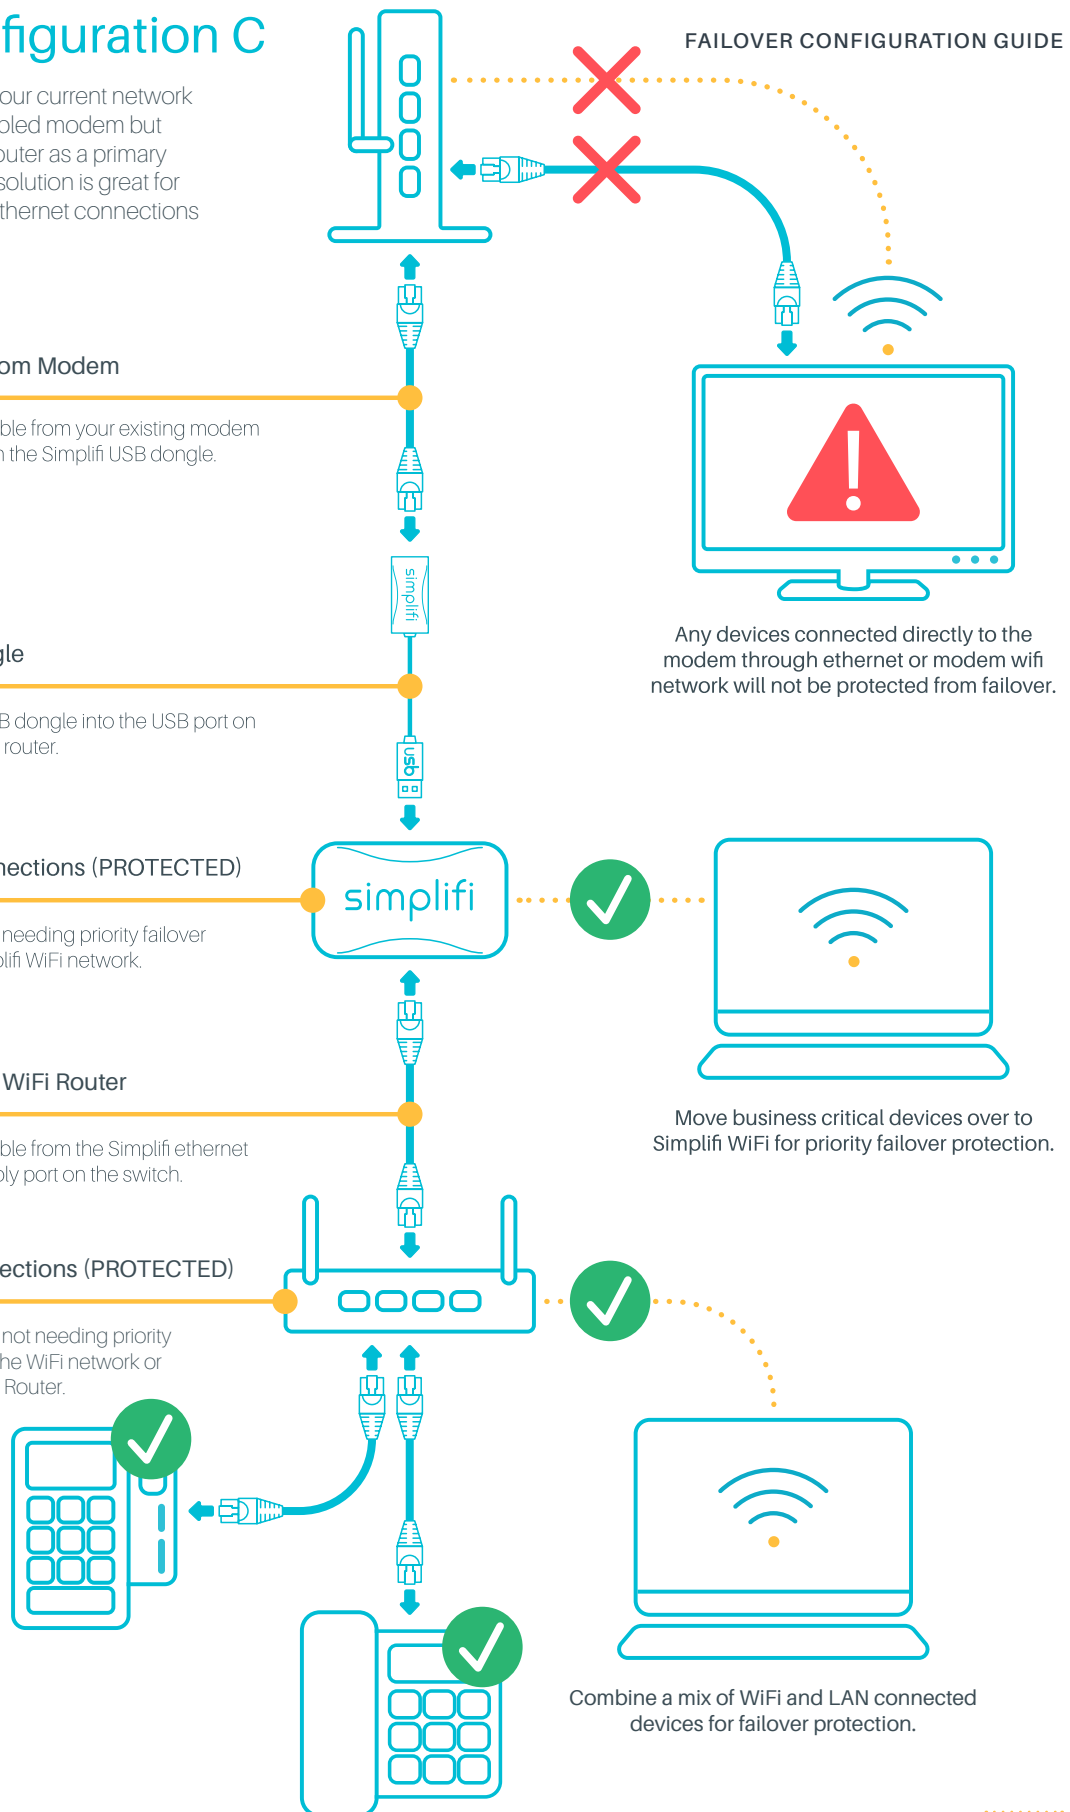 figuration C
FAILOVER CONFIGURATION GUIDE
our current network
bled modem but
outer as a primary
solution is great for
thernet connections
om Modem
ble from your existing modem
n the Simplifi USB dongle.
simplifi
Any devices connected directly to the
modem through ethernet or modem wifi
network will not be protected from failover.
gle
B dongle into the USB port on
router.
usb
nections (PROTECTED)
needing priority failover
plifi WiFi network.
simplifi
Move business critical devices over to
Simplifi WiFi for priority failover protection.
WiFi Router
ble from the Simplifi ethernet
ply port on the switch.
ections (PROTECTED)
not needing priority
he WiFi network or
Router.
Combine a mix of WiFi and LAN connected
devices for failover protection.